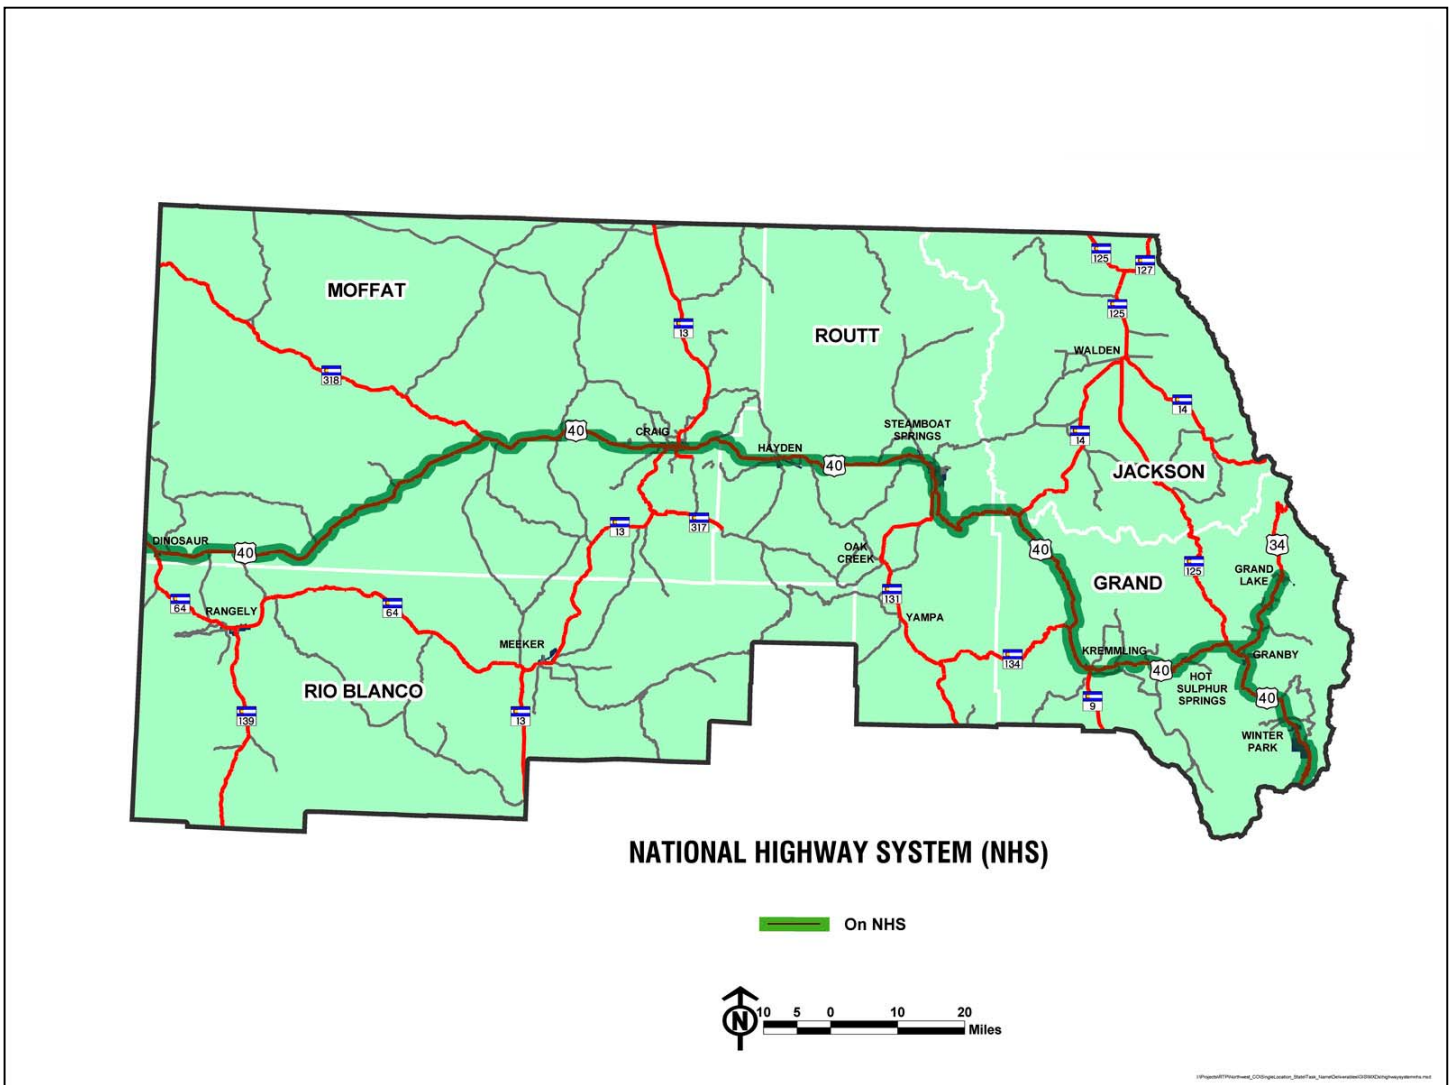 MOFFAT
ROUTT
125
127
125
13
WALDEN
318
14
STEAMBOAT
SPRINGS
40
CRAIG
14
HAYDEN
40
JACKSON
13
317
DINOSAUR
40
OAK
CREEK
40
34
GRAND
125
GRAND
LAKE
64
RANGELY
64
131
YAMPA
MEEKER
134
KREMMLING
40
GRANBY
RIO BLANCO
HOT
SULPHUR
SPRINGS
40
139
13
9
WINTER
PARK
NATIONAL HIGHWAY SYSTEM (NHS)
On NHS
N
10 5 0 10 20
Miles